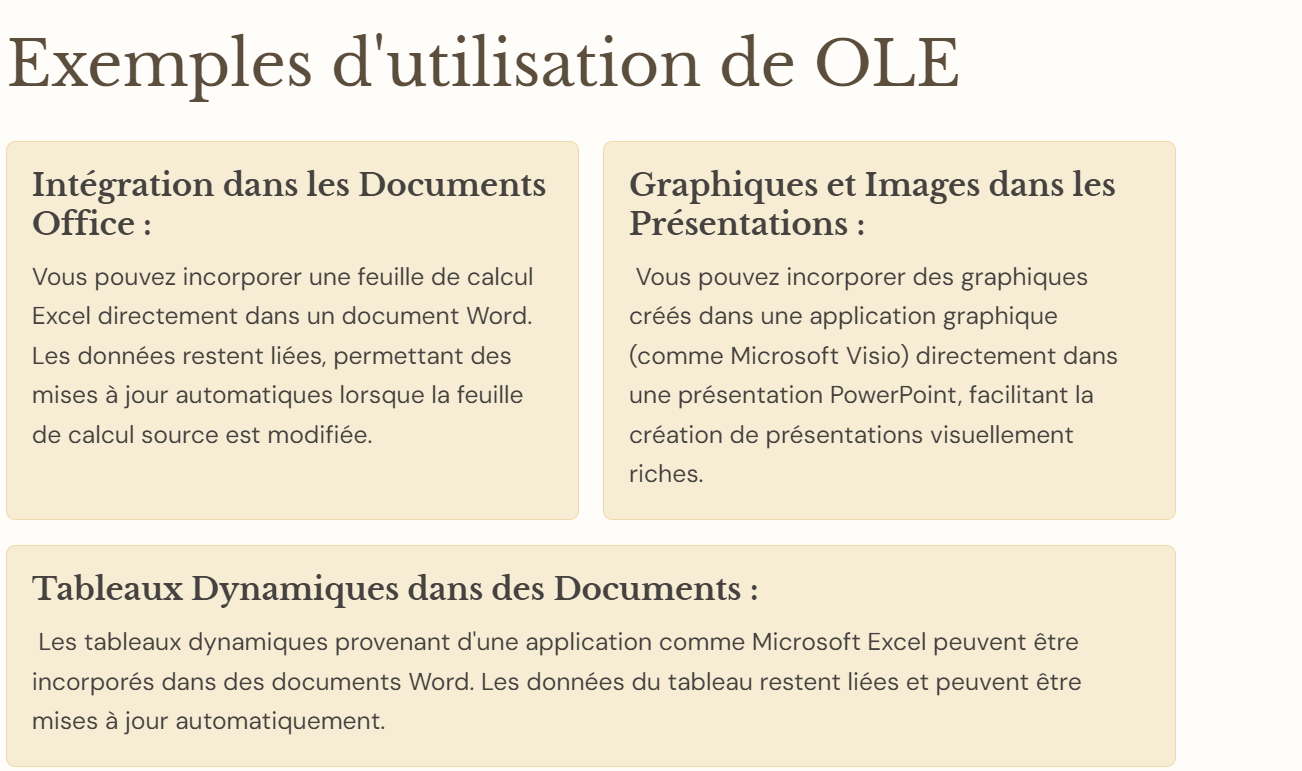 Exemples d'utilisation de OLE
Intégration dans les Documents
Office :
Vous pouvez incorporer une feuille de calcul
Excel directement dans un document Word.
Les données restent liées, permettant des
mises à jour automatiques lorsque la feuille
de calcul source est modifiée.
Graphiques et Images dans les
Présentations :
Vous pouvez incorporer des graphiques
créés dans une application graphique
(comme Microsoft Visio) directement dans
une présentation PowerPoint, facilitant la
création de présentations visuellement
riches.
Tableaux Dynamiques dans des Documents :
Les tableaux dynamiques provenant d'une application comme Microsoft Excel peuvent être
incorporés dans des documents Word. Les données du tableau restent liées et peuvent être
mises à jour automatiquement.